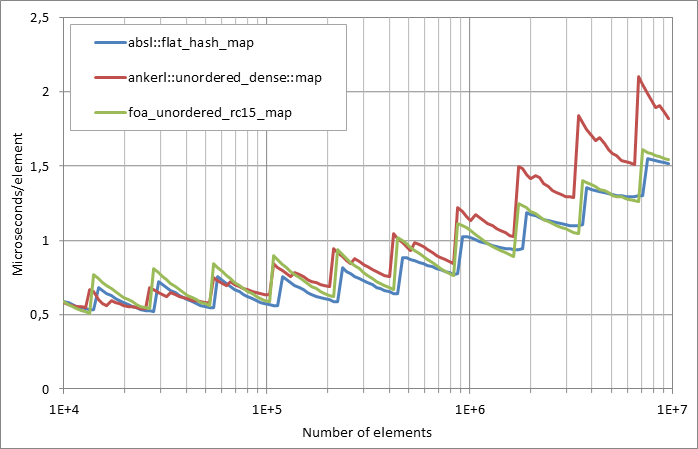 2,5
2
1,5
1
0,5
0
Microseconds/element
absl::flat_hash_map
ankerl::unordered_dense::map
foa_unordered_rc15_map
1E+4
1E+5
1E+6
1E+7
Number of elements